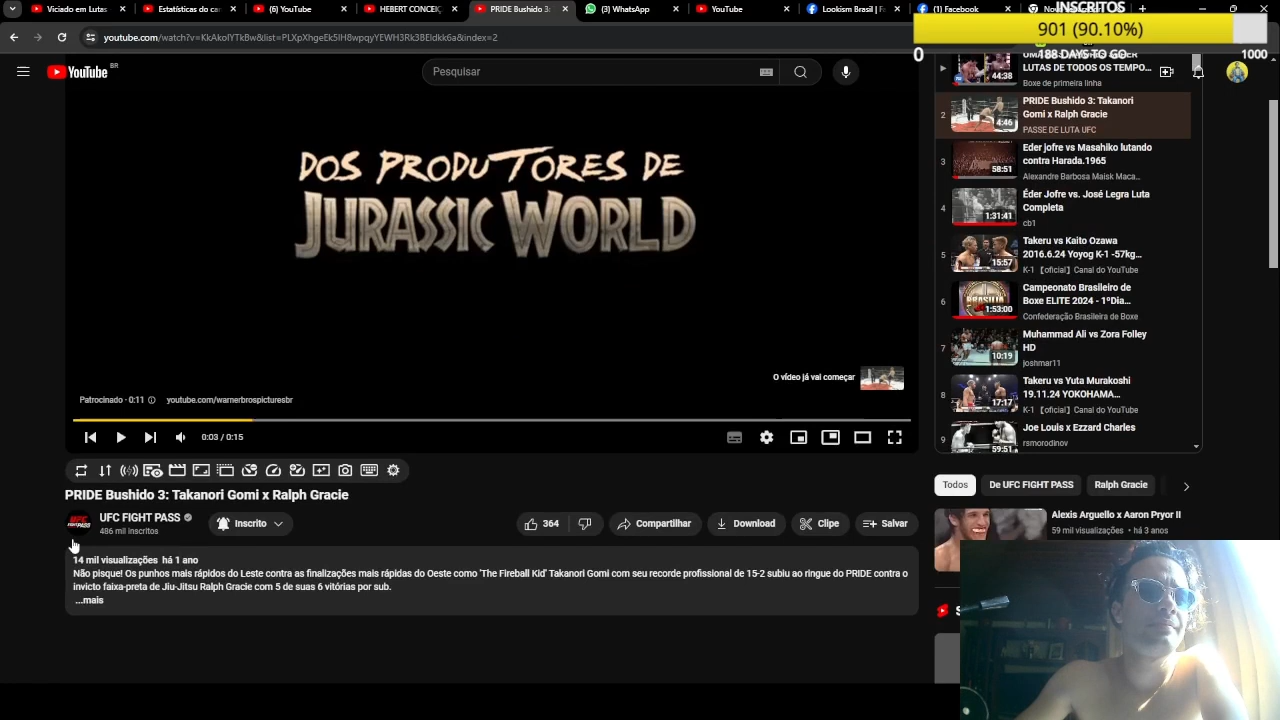 Viciado em Lutas
Estatísticas do car
(6) YouTube
HEBERT CONCEIÇ
PRIDE Bushido 3:
(3) WhatsApp
YouTube
Lookism Brasil | F
(1) Facebook
INSCRITOS
901 (90.10%)
0
188 DAYS TO GO
1000
youtube.com/watch?v=KkAkoIYTkBw&list=PLXpXhgeEk5IH8wpqyYEWH3Rk3BEldkk6a&index=2
YouTube BR
Pesquisar
DOS PRODUTORES DE
JURASSIC WORLD
O vídeo já vai começar
Patrocinado · 0:11
youtube.com/warnerbrospicturesbr
0:03 / 0:15
PRIDE Bushido 3: Takanori Gomi x Ralph Gracie
UFC FIGHT PASS
486 mil inscritos
Inscrito
364
Compartilhar
Download
Clipe
Salvar
14 mil visualizações há 1 ano
Não pisque! Os punhos mais rápidos do Leste contra as finalizações mais rápidas do Oeste como 'The Fireball Kid' Takanori Gomi com seu recorde profissional de 15-2 subiu ao ringue do PRIDE contra o
invicto faixa-preta de Jiu-Jitsu Ralph Gracie com 5 de suas 6 vitórias por sub.
...mais
44:38
LUTAS DE TODOS OS TEMPO...
Boxe de primeira linha
2
4:46
PRIDE Bushido 3: Takanori
Gomi x Ralph Gracie
PASSE DE LUTA UFC
3
58:51
Eder jofre vs Masahiko lutando
contra Harada.1965
Alexandre Barbosa Maisk Maca...
4
1:31:41
Éder Jofre vs. José Legra Luta
Completa
cb1
5
15:57
Takeru vs Kaito Ozawa
2016.6.24 Yoyog K-1 -57kg...
K-1 【oficial】 Canal do YouTube
6
BRASILIA
1:53:00
Campeonato Brasileiro de
Boxe ELITE 2024 - 1ºDia...
Confederação Brasileira de Boxe
7
10:19
Muhammad Ali vs Zora Folley
HD
joshmar11
8
17:17
Takeru vs Yuta Murakoshi
19.11.24 YOKOHAMA...
K-1 【oficial】 Canal do YouTube
9
59:51
Joe Louis x Ezzard Charles
rsmorodinov
Todos
De UFC FIGHT PASS
Ralph Gracie
Alexis Arguello x Aaron Pryor II
59 mil visualizações • há 3 anos